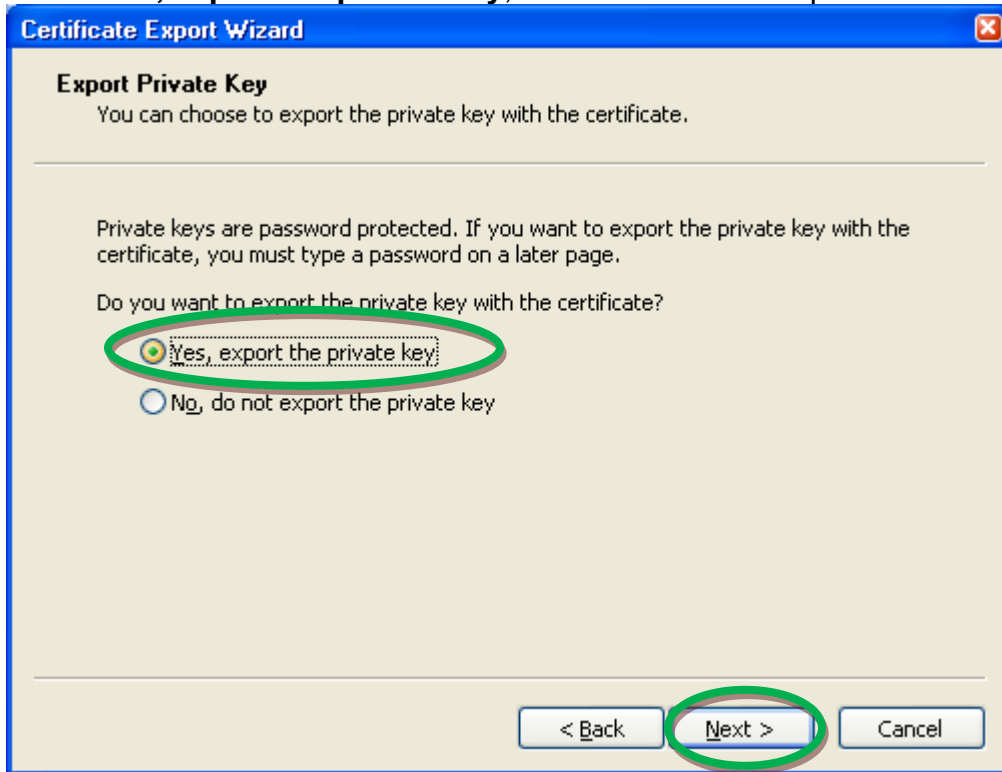 Certificate Export Wizard
Export Private Key
You can choose to export the private key with the certificate.
Private keys are password protected. If you want to export the private key with the
certificate, you must type a password on a later page.
Do you want to export the private key with the certificate?
Yes, export the private key
No, do not export the private key
< Back Next > Cancel